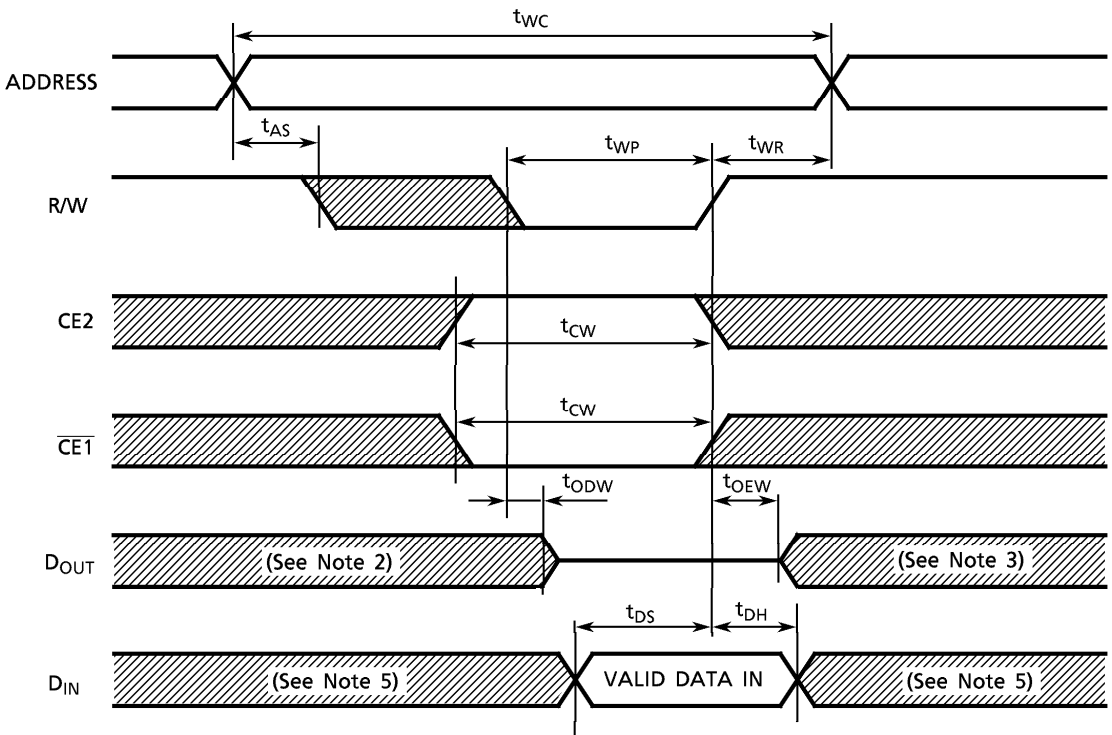 tWC
ADDRESS
tAS
tWP
tWR
R/W
CE2
tCW
tCW
CE1
tODW
tOEW
DOUT
(See Note 2)
(See Note 3)
tDS
tDH
DIN
(See Note 5)
VALID DATA IN
(See Note 5)